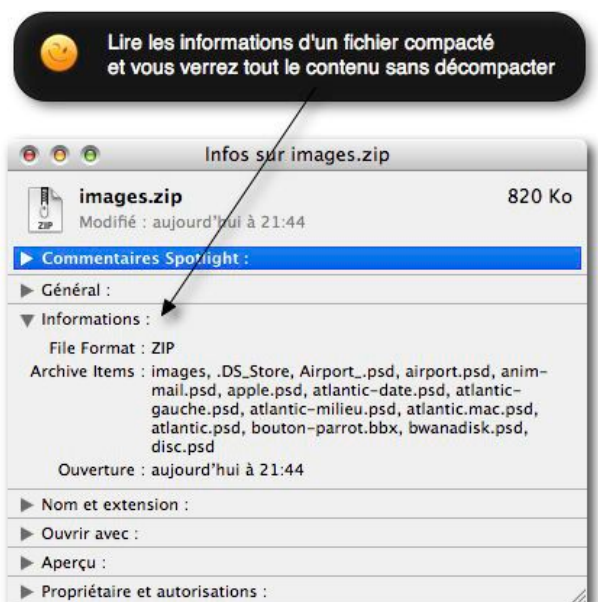 Lire les informations d'un fichier compacté
et vous verrez tout le contenu sans décompacter
Infos sur images.zip
images.zip 820 Ko
ZIP
Modifié : aujourd'hui à 21:44
Commentaires Spotlight :
Général :
Informations :
File Format : ZIP
Archive Items : images, .DS_Store, Airport_.psd, airport.psd, anim-
mail.psd, apple.psd, atlantic-date.psd, atlantic-
gauche.psd, atlantic-milieu.psd, atlantic.mac.psd,
atlantic.psd, bouton-parrot.bbx, bwanadisk.psd,
disc.psd
Ouverture : aujourd'hui à 21:44
Nom et extension :
Ouvrir avec :
Aperçu :
Propriétaire et autorisations :